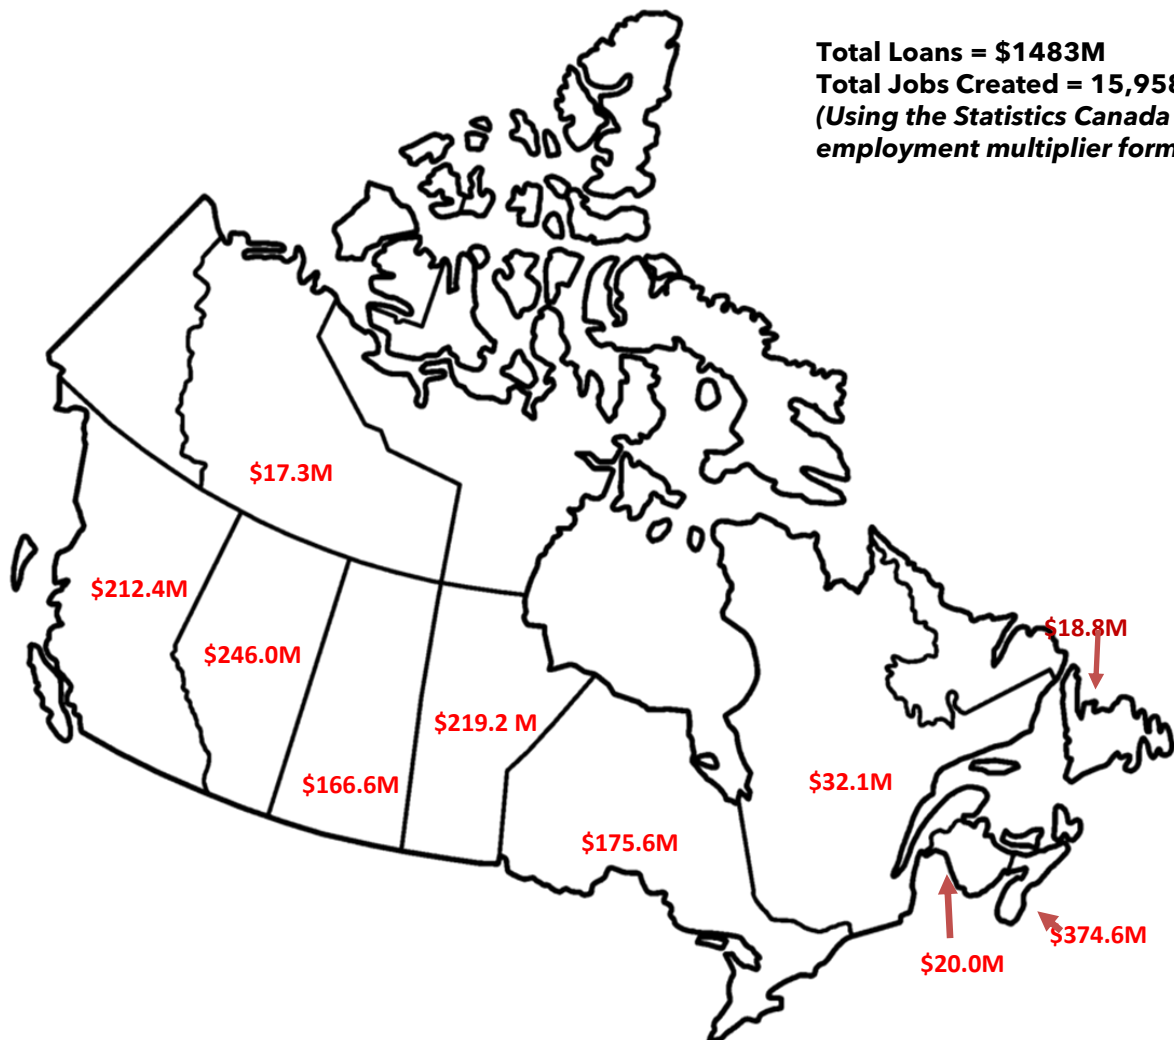 Total Loans = $1483M
Total Jobs Created = 15,958
(Using the Statistics Canada
employment multiplier form
$17.3M
$212.4M
$18.8M
$246.0M
$219.2 M
$166.6M
$32.1M
$175.6M
$374.6M
$20.0M